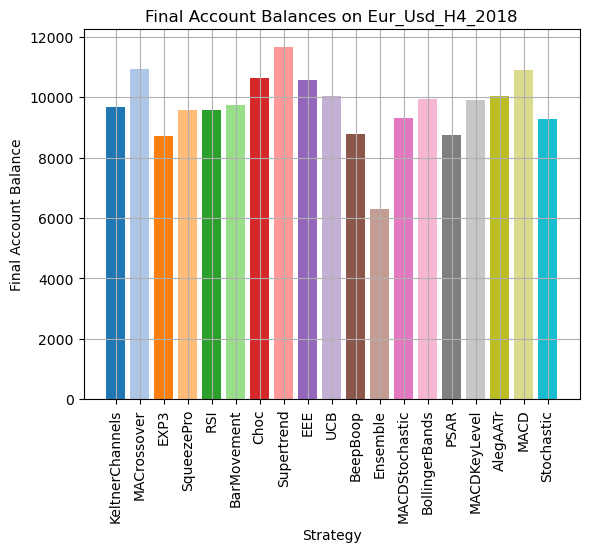 Final Account Balances on Eur_Usd_H4_2018
Final Account Balance
12000
10000
8000
6000
4000
2000
0
KeltnerChannels
MACrossover
EXP3
SqueezePro
RSI
BarMovement
Choc
Supertrend
EEE
UCB
BeepBoop
Ensemble
MACDStochastic
BollingerBands
PSAR
MACDKeyLevel
AlegAATr
MACD
Stochastic
Strategy